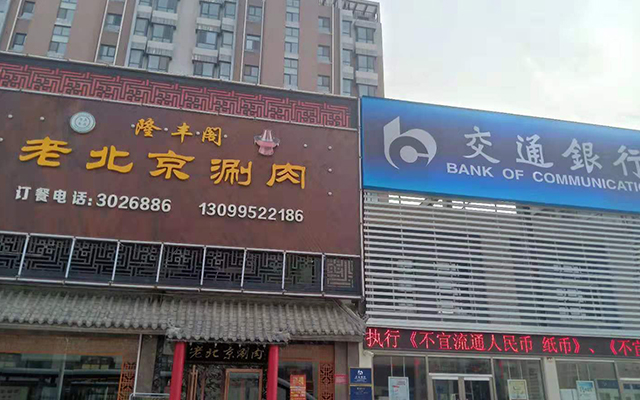 隆·丰·阁
老北京涮肉
订餐电话:3026886 13099522186
老北京涮肉
交通銀行
BANK OF COMMUNICATI
执行《不宜流通人民币 纸币》、《不宜